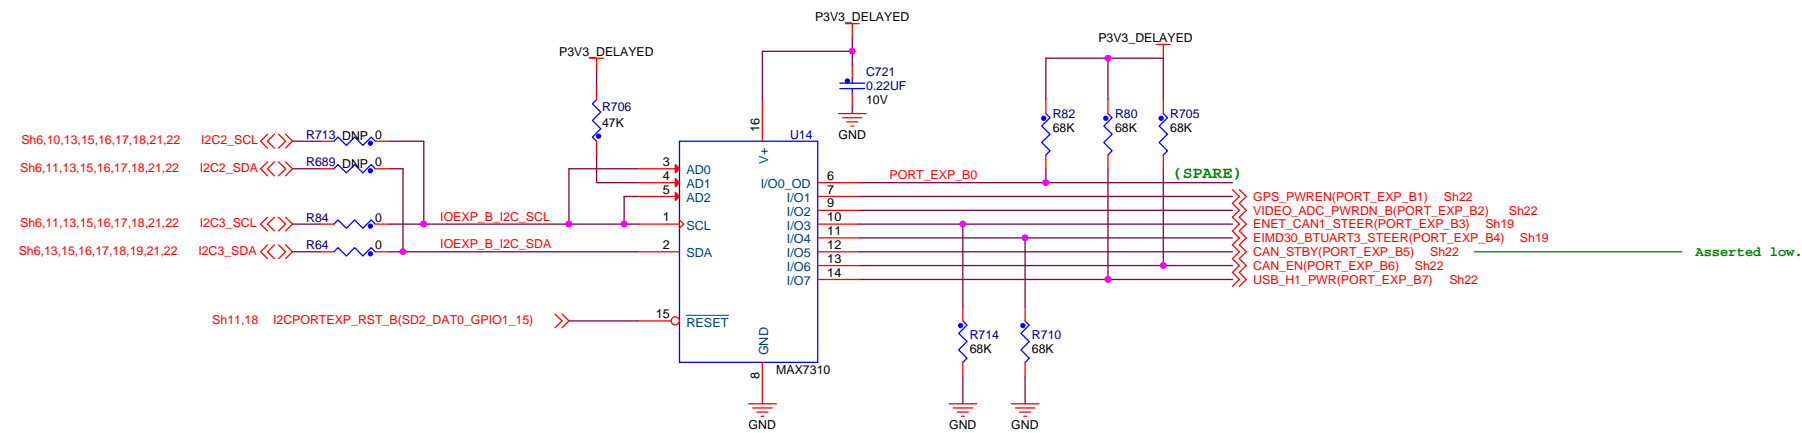 P3V3_DELAYED
P3V3_DELAYED
P3V3_DELAYED
C721
0.22UF
10V
GND
R706
47K
R82
68K
R80
68K
R705
68K
Sh6,10,13,15,16,17,18,21,22 I2C2_SCL R713 DNP 0
Sh6,11,13,15,16,17,18,21,22 I2C2_SDA R689 DNP 0
Sh6,11,13,15,16,17,18,21,22 I2C3_SCL R84 0 IOEXP_B_I2C_SCL
Sh6,13,15,16,17,18,19,21,22 I2C3_SDA R64 0 IOEXP_B_I2C_SDA
Sh11,18 I2CPORTEXP_RST_B(SD2_DAT0_GPIO1_15)
U14
16 V+
3 AD0
4 AD1
5 AD2
1 SCL
2 SDA
15 RESET
8 GND
MAX7310
GND
I/O0_OD 6 PORT_EXP_B0 (SPARE)
I/O1 7 GPS_PWREN(PORT_EXP_B1) Sh22
I/O2 9 VIDEO_ADC_PWRDN_B(PORT_EXP_B2) Sh22
I/O3 10 ENET_CAN1_STEER(PORT_EXP_B3) Sh19
I/O4 11 EIMD30_BTUART3_STEER(PORT_EXP_B4) Sh19
I/O5 12 CAN_STBY(PORT_EXP_B5) Sh22 Asserted low.
I/O6 13 CAN_EN(PORT_EXP_B6) Sh22
I/O7 14 USB_H1_PWR(PORT_EXP_B7) Sh22
R714
68K
R710
68K
GND
GND